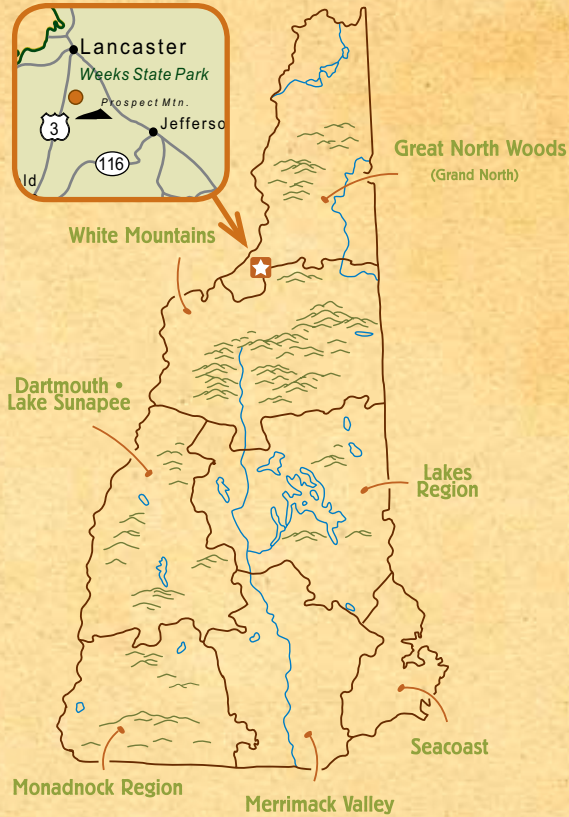 Lancaster
Weeks State Park
Prospect Mtn.
3
Jefferso
116
ld
Great North Woods
(Grand North)
White Mountains
Dartmouth •
Lake Sunapee
Lakes
Region
Seacoast
Monadnock Region
Merrimack Valley